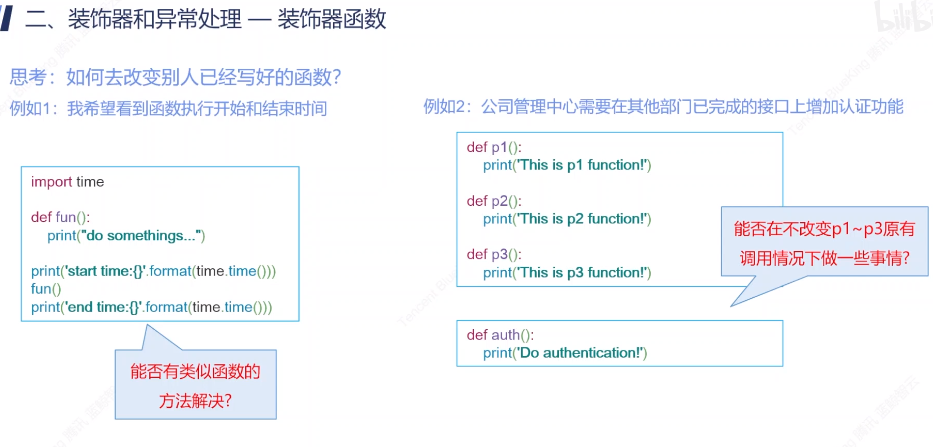 二、装饰器和异常处理 — 装饰器函数
bilibili
思考：如何去改变别人已经写好的函数？
例如1：我希望看到函数执行开始和结束时间
import time
def fun():
print("do somethings...")
print('start time:{}'.format(time.time()))
fun()
print('end time:{}'.format(time.time()))
能否有类似函数的
方法解决?
例如2：公司管理中心需要在其他部门已完成的接口上增加认证功能
def p1():
print('This is p1 function!')
def p2():
print('This is p2 function!')
def p3():
print('This is p3 function!')
能否在不改变p1~p3原有
调用情况下做一些事情?
def auth():
print('Do authentication!')